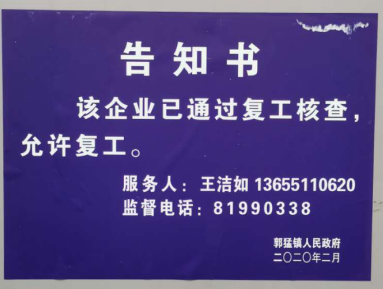 告知书
该企业已通过复工核查，
允许复工。
服务人：王洁如 13655110620
监督电话：81990338
郭猛镇人民政府
二〇二〇年二月